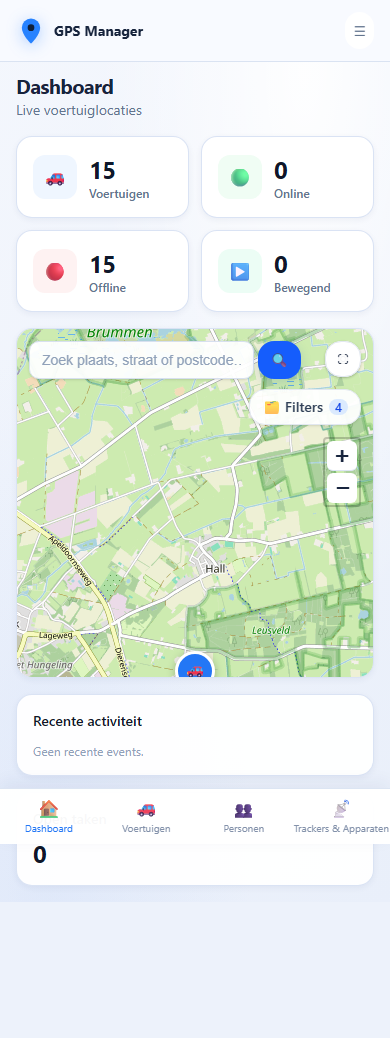 GPS Manager
☰
Dashboard
Live voertuiglocaties
15
Voertuigen
0
Online
15
Offline
0
Bewegend
Brummen
Zoek plaats, straat of postcode..
Filters 4
+
−
Apeldoornseweg
Hall
Leusveld
Lageweg
et Hungeling
Recente activiteit
Geen recente events.
taken
Dashboard
Voertuigen
Personen
Trackers & Apparaten
0